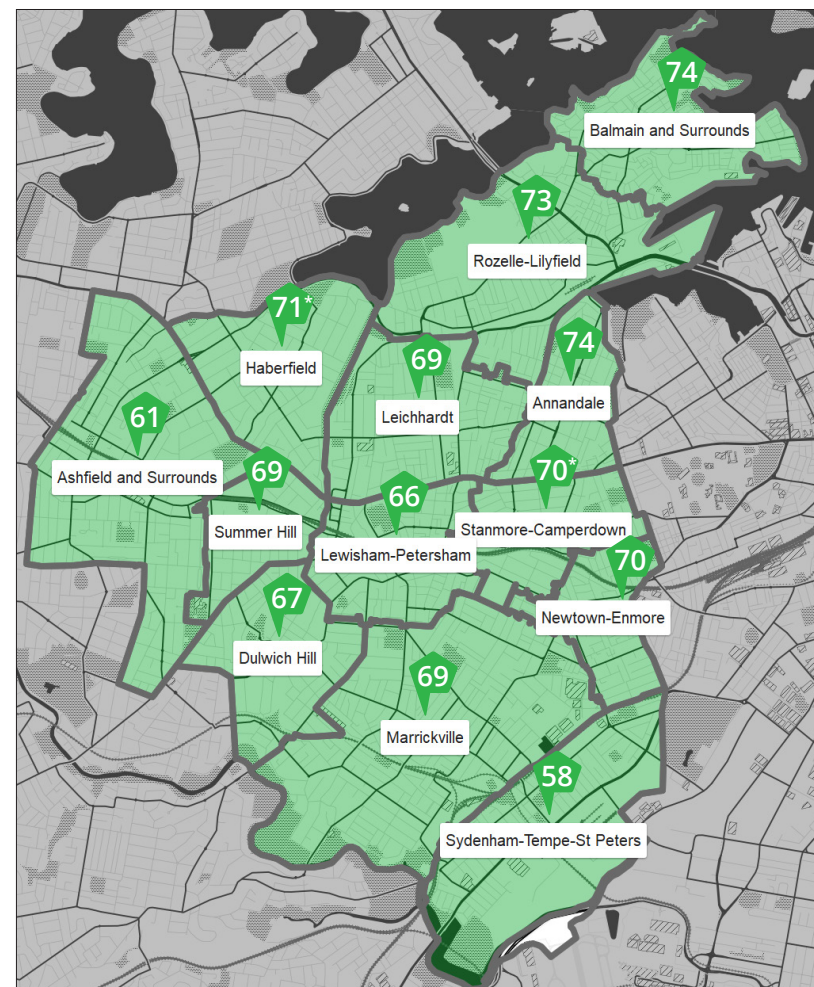 74
Balmain and Surrounds
73
Rozelle-Lilyfield
71*
Haberfield
69
Leichhardt
74
Annandale
61
Ashfield and Surrounds
69
Summer Hill
66
Lewisham-Petersham
70*
Stanmore-Camperdown
70
Newtown-Enmore
67
Dulwich Hill
69
Marrickville
58
Sydenham-Tempe-St Peters